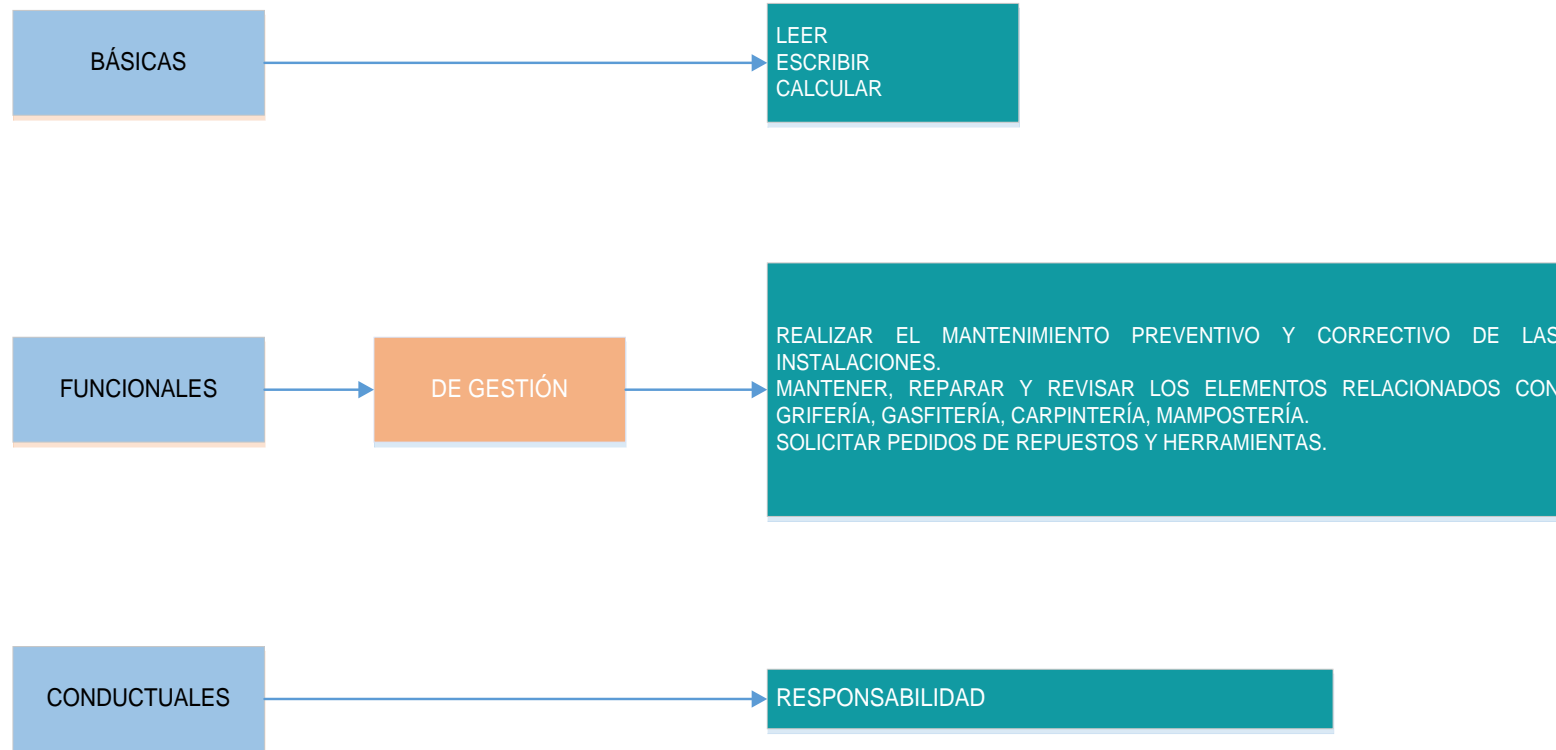 BÁSICAS
LEER
ESCRIBIR
CALCULAR
FUNCIONALES
DE GESTIÓN
REALIZAR EL MANTENIMIENTO PREVENTIVO Y CORRECTIVO DE LAS
INSTALACIONES.
MANTENER, REPARAR Y REVISAR LOS ELEMENTOS RELACIONADOS CON
GRIFERÍA, GASFITERÍA, CARPINTERÍA, MAMPOSTERÍA.
SOLICITAR PEDIDOS DE REPUESTOS Y HERRAMIENTAS.
CONDUCTUALES
RESPONSABILIDAD